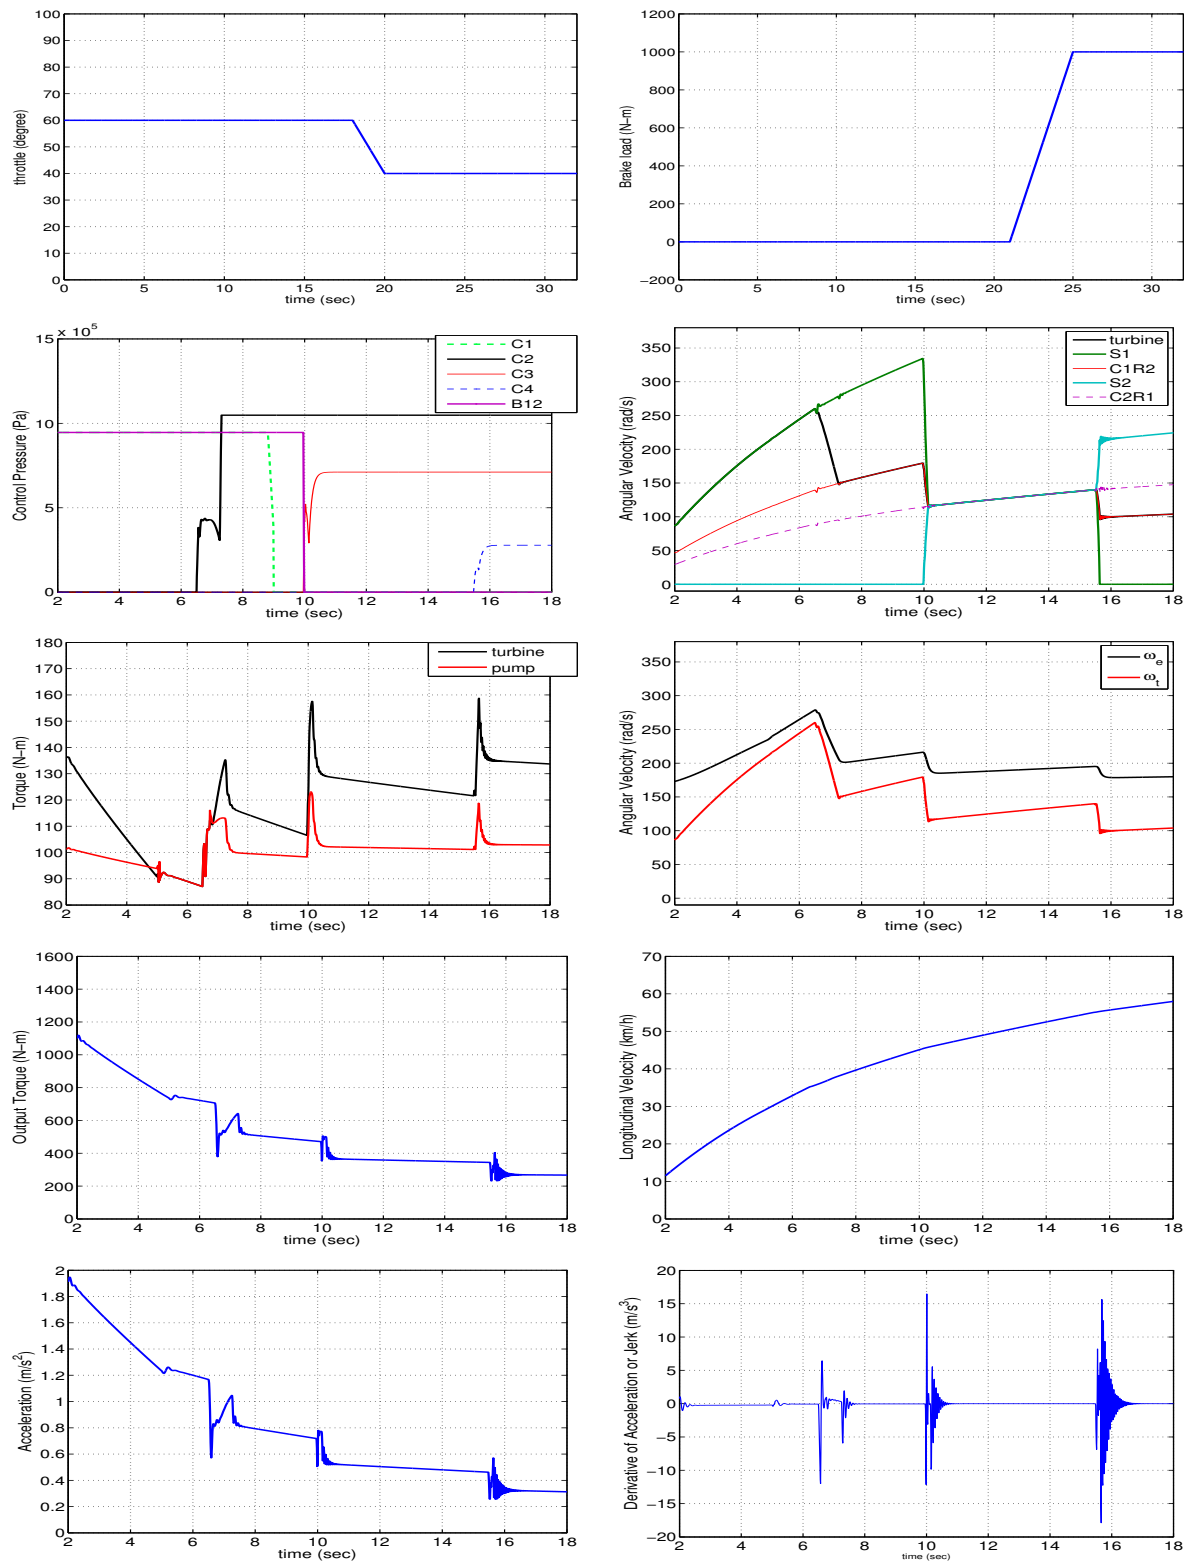 100
90
80
70
60
50
40
30
20
10
0
throttle (degree)
0 5 10 15 20 25 30
time (sec)
1200
1000
800
600
400
200
0
−200
Brake load (N−m)
0 5 10 15 20 25 30
time (sec)
x 10^5
15
10
5
0
Control Pressure (Pa)
C1
C2
C3
C4
B12
2 4 6 8 10 12 14 16 18
time (sec)
350
300
250
200
150
100
50
0
Angular Velocity (rad/s)
turbine
S1
C1R2
S2
C2R1
2 4 6 8 10 12 14 16 18
time (sec)
180
170
160
150
140
130
120
110
100
90
80
Torque (N−m)
turbine
pump
2 4 6 8 10 12 14 16 18
time (sec)
350
300
250
200
150
100
50
0
Angular Velocity (rad/s)
ω_e
ω_t
2 4 6 8 10 12 14 16 18
time (sec)
1600
1400
1200
1000
800
600
400
200
0
Output Torque (N−m)
2 4 6 8 10 12 14 16 18
time (sec)
70
60
50
40
30
20
10
0
Longitudinal Velocity (km/h)
2 4 6 8 10 12 14 16 18
time (sec)
2
1.8
1.6
1.4
1.2
1
0.8
0.6
0.4
0.2
0
Acceleration (m/s²)
2 4 6 8 10 12 14 16 18
time (sec)
20
15
10
5
0
−5
−10
−15
−20
Derivative of Acceleration or Jerk (m/s³)
2 4 6 8 10 12 14 16 18
time (sec)